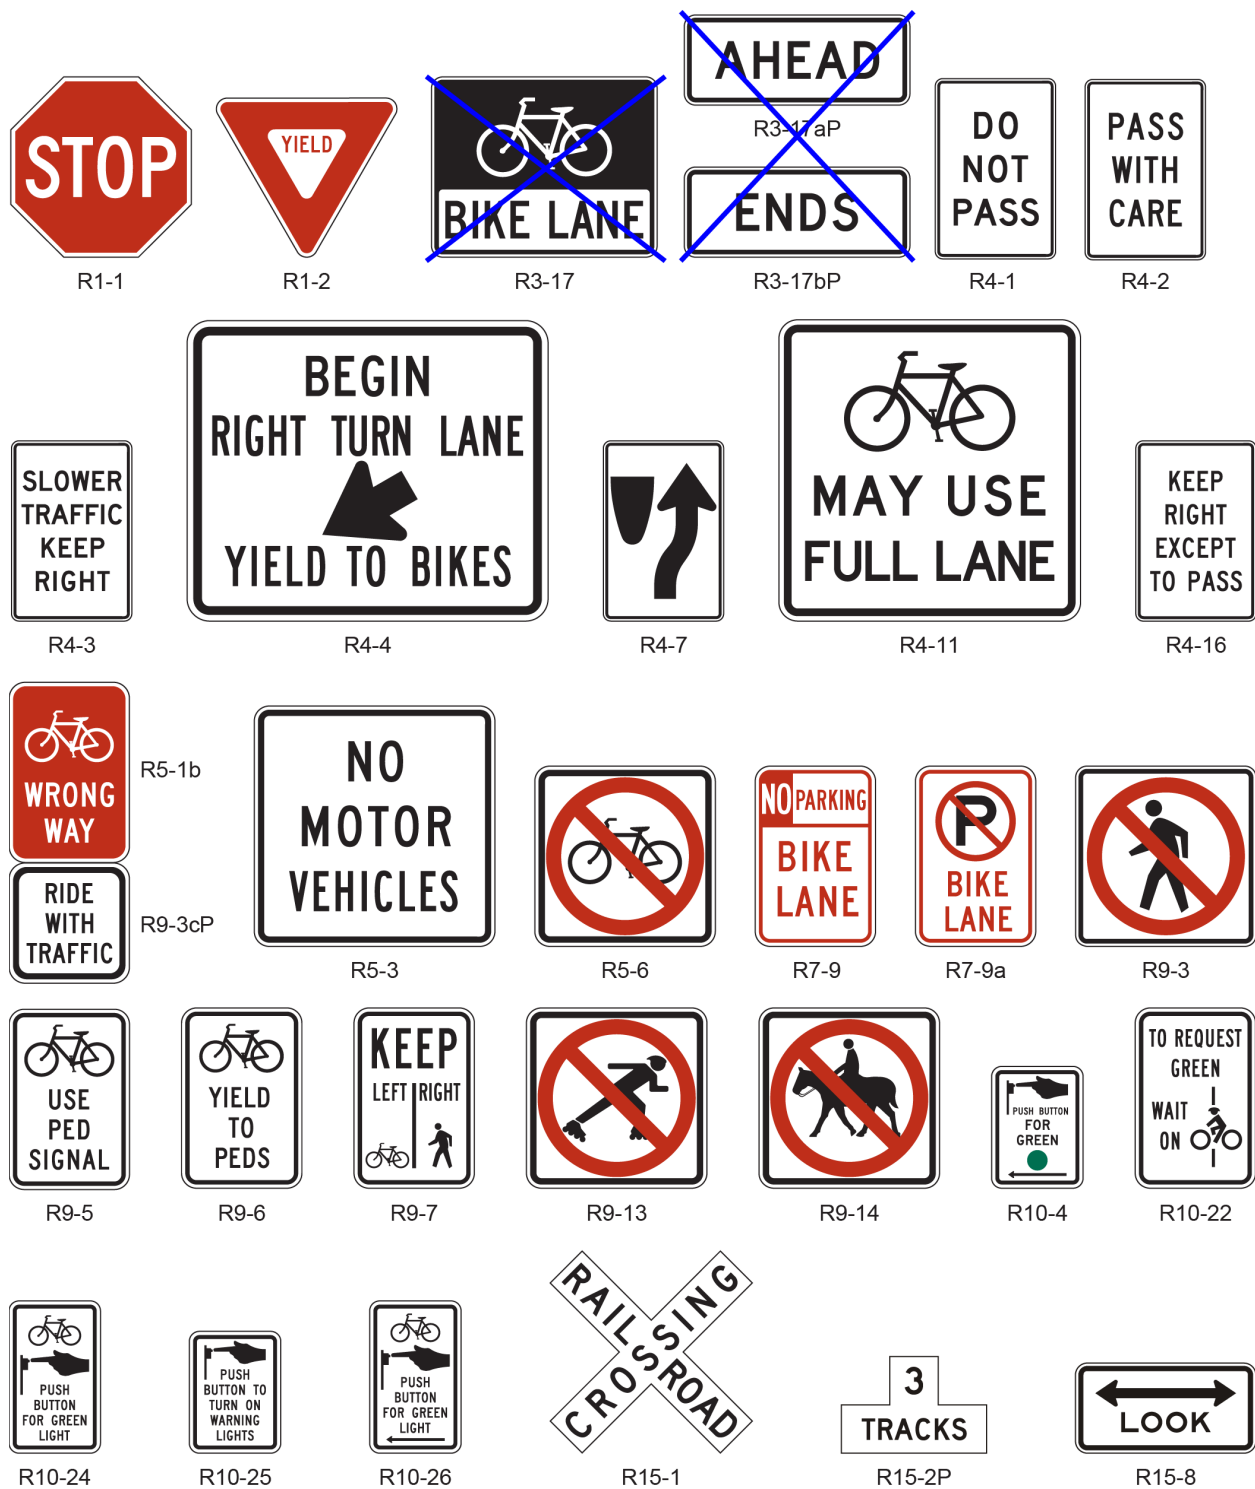 STOP
R1-1
YIELD
R1-2
BIKE LANE
R3-17
AHEAD
R3-17aP
ENDS
R3-17bP
DO
NOT
PASS
R4-1
PASS
WITH
CARE
R4-2
SLOWER
TRAFFIC
KEEP
RIGHT
R4-3
BEGIN
RIGHT TURN LANE
YIELD TO BIKES
R4-4
R4-7
MAY USE
FULL LANE
R4-11
KEEP
RIGHT
EXCEPT
TO PASS
R4-16
WRONG
WAY
R5-1b
RIDE
WITH
TRAFFIC
R9-3cP
NO
MOTOR
VEHICLES
R5-3
R5-6
NO PARKING
BIKE
LANE
R7-9
P
BIKE
LANE
R7-9a
R9-3
USE
PED
SIGNAL
R9-5
YIELD
TO
PEDS
R9-6
KEEP
LEFT RIGHT
R9-7
R9-13
R9-14
PUSH BUTTON
FOR
GREEN
R10-4
TO REQUEST
GREEN
WAIT
ON
R10-22
PUSH
BUTTON
FOR GREEN
LIGHT
R10-24
PUSH
BUTTON TO
TURN ON
WARNING
LIGHTS
R10-25
PUSH
BUTTON
FOR GREEN
LIGHT
R10-26
RAILROAD
CROSSING
R15-1
3
TRACKS
R15-2P
LOOK
R15-8